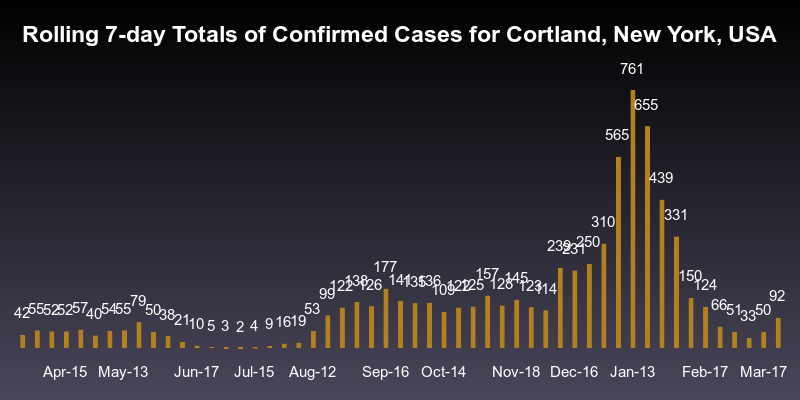 Rolling 7-day Totals of Confirmed Cases for Cortland, New York, USA
42 55 52 52 57 40 54 55 79 50 38 21 10 5 3 2 4 9 16 19 53 99 122 138 126 177 141 135 136 109 122 125 157 128 145 123 114 239 231 250 310 565 761 655 439 331 150 124 66 51 33 50 92
Apr-15 May-13 Jun-17 Jul-15 Aug-12 Sep-16 Oct-14 Nov-18 Dec-16 Jan-13 Feb-17 Mar-17